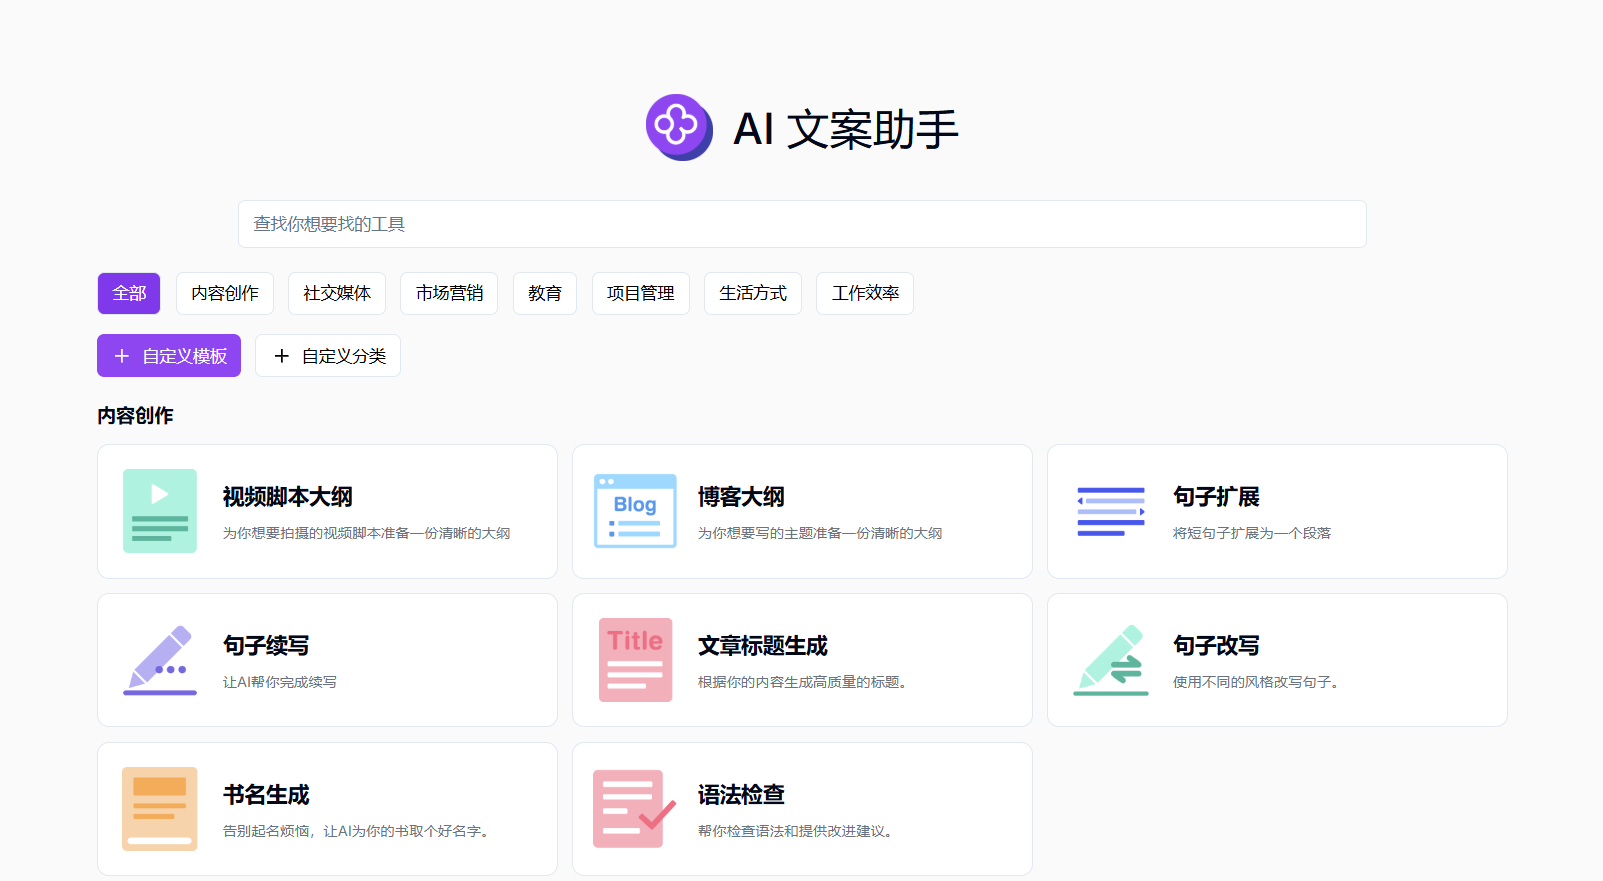 AI 文案助手
查找你想要找的工具
全部 内容创作 社交媒体 市场营销 教育 项目管理 生活方式 工作效率
+ 自定义模板 + 自定义分类
内容创作
视频脚本大纲
为你想要拍摄的视频脚本准备一份清晰的大纲
Blog
博客大纲
为你想要写的主题准备一份清晰的大纲
句子扩展
将短句子扩展为一个段落
句子续写
让AI帮你完成续写
Title
文章标题生成
根据你的内容生成高质量的标题。
句子改写
使用不同的风格改写句子。
书名生成
告别起名烦恼，让AI为你的书取个好名字。
语法检查
帮你检查语法和提供改进建议。